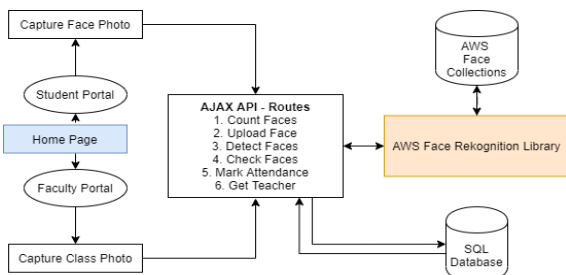 Capture Face Photo
Student Portal
Home Page
Faculty Portal
Capture Class Photo
AJAX API - Routes
1. Count Faces
2. Upload Face
3. Detect Faces
4. Check Faces
5. Mark Attendance
6. Get Teacher
AWS
Face
Collections
AWS Face Rekognition Library
SQL
Database